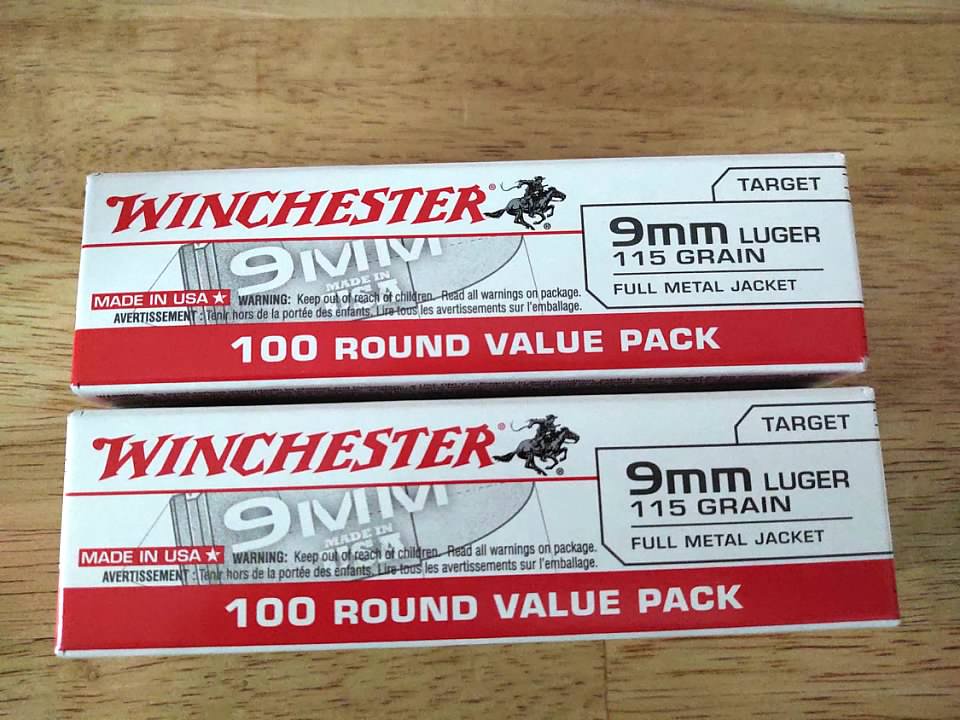 WINCHESTER®
TARGET
9mm LUGER
115 GRAIN
FULL METAL JACKET
9MM
MADE IN
USA
MADE IN USA ★ WARNING: Keep out of reach of children. Read all warnings on package.
AVERTISSEMENT : Tenir hors de la portée des enfants. Lire tous les avertissements sur l'emballage.
100 ROUND VALUE PACK
WINCHESTER®
TARGET
9mm LUGER
115 GRAIN
FULL METAL JACKET
9MM
MADE IN
MADE IN USA ★ WARNING: Keep out of reach of children. Read all warnings on package.
AVERTISSEMENT : Tenir hors de la portée des enfants. Lire tous les avertissements sur l'emballage.
100 ROUND VALUE PACK